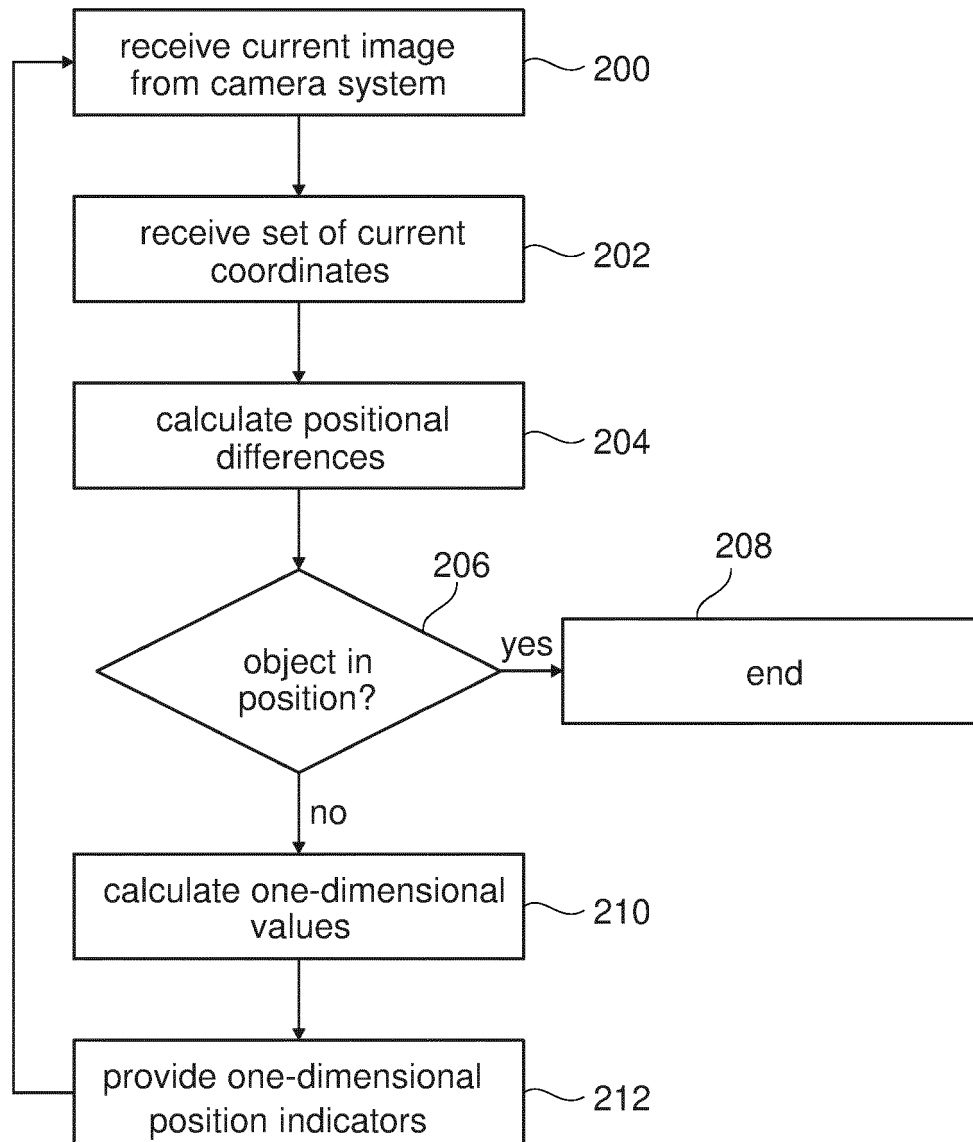 receive current image
from camera system
200
receive set of current
coordinates
202
calculate positional
differences
204
206
208
object in
position?
yes
end
no
calculate one-dimensional
values
210
provide one-dimensional
position indicators
212